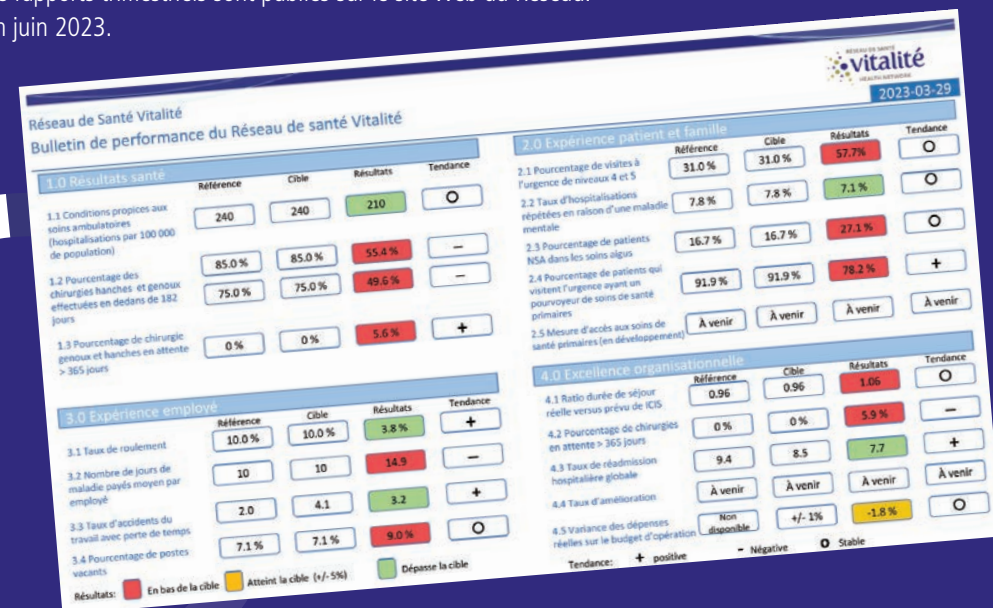 n juin 2023.
RÉSEAU DE SANTÉ
vitalité
HEALTH NETWORK
2023-03-29
Réseau de Santé Vitalité
Bulletin de performance du Réseau de santé Vitalité
1.0 Résultats santé
Référence Cible Résultats Tendance
1.1 Conditions propices aux
soins ambulatoires
(hospitalisations par 100 000
de population)
240 240 210 O
1.2 Pourcentage des
chirurgies hanches et genoux
effectuées en dedans de 182
jours
85.0 % 85.0 % 55.4 % –
75.0 % 75.0 % 49.6 % –
1.3 Pourcentage de chirurgie
genoux et hanches en attente
> 365 jours
0 % 0 % 5.6 % +
2.0 Expérience patient et famille
Référence Cible Résultats Tendance
2.1 Pourcentage de visites à
l'urgence de niveaux 4 et 5
31.0 % 31.0 % 57.7% O
2.2 Taux d'hospitalisations
répétées en raison d'une maladie
mentale
7.8 % 7.8 % 7.1 % O
2.3 Pourcentage de patients
NSA dans les soins aigus
16.7 % 16.7 % 27.1 % O
2.4 Pourcentage de patients qui
visitent l'urgence ayant un
pourvoyeur de soins de santé
primaires
91.9 % 91.9 % 78.2 % +
2.5 Mesure d'accès aux soins de
santé primaires (en développement)
À venir À venir À venir À venir
3.0 Expérience employé
Référence Cible Résultats Tendance
3.1 Taux de roulement
10.0 % 10.0 % 3.8 % +
3.2 Nombre de jours de
maladie payés moyen par
employé
10 10 14.9 –
3.3 Taux d'accidents du
travail avec perte de temps
2.0 4.1 3.2 +
3.4 Pourcentage de postes
vacants
7.1 % 7.1 % 9.0 % O
Résultats: En bas de la cible Atteint la cible (+/- 5%) Dépasse la cible
4.0 Excellence organisationnelle
Référence Cible Résultats Tendance
4.1 Ratio durée de séjour
réelle versus prévu de ICIS
0.96 0.96 1.06 O
4.2 Pourcentage de chirurgies
en attente > 365 jours
0 % 0 % 5.9 % –
4.3 Taux de réadmission
hospitalière globale
9.4 8.5 7.7 +
4.4 Taux d'amélioration
À venir À venir À venir À venir
4.5 Variance des dépenses
réelles sur le budget d'opération
Non
disponible
+/- 1% -1.8 % O
Tendance: + positive - Négative O Stable